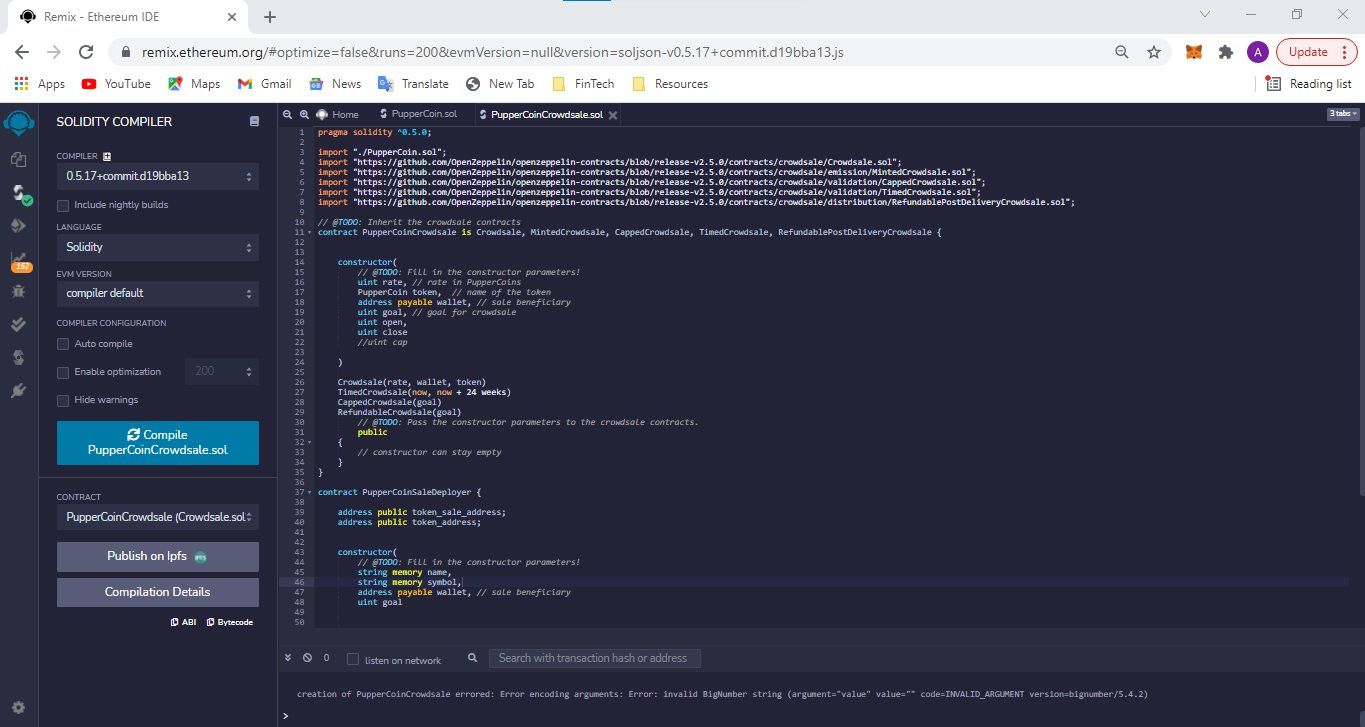 Remix - Ethereum IDE
remix.ethereum.org/#optimize=false&runs=200&evmVersion=null&version=soljson-v0.5.17+commit.d19bba13.js
A
Update
Apps
YouTube
Maps
Gmail
News
Translate
New Tab
FinTech
Resources
Reading list
SOLIDITY COMPILER
COMPILER
0.5.17+commit.d19bba13
Include nightly builds
LANGUAGE
Solidity
EVM VERSION
compiler default
COMPILER CONFIGURATION
Auto compile
Enable optimization
200
Hide warnings
Compile
PupperCoinCrowdsale.sol
CONTRACT
PupperCoinCrowdsale (Crowdsale.sol
Publish on Ipfs
Compilation Details
ABI
Bytecode
152
Home
PupperCoin.sol
PupperCoinCrowdsale.sol
3 tabs
1 pragma solidity ^0.5.0;
2
3 import "./PupperCoin.sol";
4 import "https://github.com/OpenZeppelin/openzeppelin-contracts/blob/release-v2.5.0/contracts/crowdsale/Crowdsale.sol";
5 import "https://github.com/OpenZeppelin/openzeppelin-contracts/blob/release-v2.5.0/contracts/crowdsale/emission/MintedCrowdsale.sol";
6 import "https://github.com/OpenZeppelin/openzeppelin-contracts/blob/release-v2.5.0/contracts/crowdsale/validation/CappedCrowdsale.sol";
7 import "https://github.com/OpenZeppelin/openzeppelin-contracts/blob/release-v2.5.0/contracts/crowdsale/validation/TimedCrowdsale.sol";
8 import "https://github.com/OpenZeppelin/openzeppelin-contracts/blob/release-v2.5.0/contracts/crowdsale/distribution/RefundablePostDeliveryCrowdsale.sol";
9
10 // @TODO: Inherit the crowdsale contracts
11 contract PupperCoinCrowdsale is Crowdsale, MintedCrowdsale, CappedCrowdsale, TimedCrowdsale, RefundablePostDeliveryCrowdsale {
12
13
14 constructor(
15 // @TODO: Fill in the constructor parameters!
16 uint rate, // rate in PupperCoins
17 PupperCoin token, // name of the token
18 address payable wallet, // sale beneficiary
19 uint goal, // goal for crowdsale
20 uint open,
21 uint close
22 //uint cap
23
24 )
25
26 Crowdsale(rate, wallet, token)
27 TimedCrowdsale(now, now + 24 weeks)
28 CappedCrowdsale(goal)
29 RefundableCrowdsale(goal)
30 // @TODO: Pass the constructor parameters to the crowdsale contracts.
31 public
32 {
33 // constructor can stay empty
34 }
35 }
36
37 contract PupperCoinSaleDeployer {
38
39 address public token_sale_address;
40 address public token_address;
41
42
43 constructor(
44 // @TODO: Fill in the constructor parameters!
45 string memory name,
46 string memory symbol,
47 address payable wallet, // sale beneficiary
48 uint goal
49
50
0
listen on network
Search with transaction hash or address
creation of PupperCoinCrowdsale errored: Error encoding arguments: Error: invalid BigNumber string (argument="value" value="" code=INVALID_ARGUMENT version=bignumber/5.4.2)
>